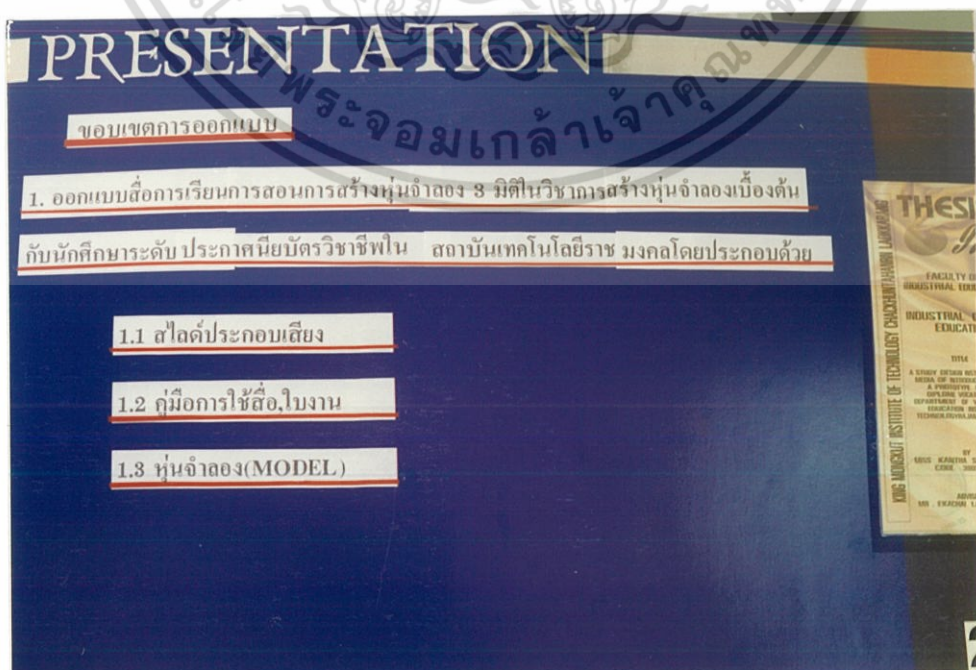 PRESENTATION
พระจอมเกล้าเจ้าคุณ
ขอบเขตการออกแบบ
1. ออกแบบสื่อการเรียนการสอนการสร้างหุ่นจำลอง 3 มิติในวิชาการสร้างหุ่นจำลองเบื้องต้น
กับนักศึกษาระดับ ประกาศนียบัตรวิชาชีพใน สถาบันเทคโนโลยีราช มงคลโดยประกอบด้วย
1.1 สไลด์ประกอบเสียง
1.2 คู่มือการใช้สื่อ,ใบงาน
1.3 หุ่นจำลอง(MODEL)
KING MONGKUT INSTITUTE OF TECHNOLOGY
FACULTY OF
INDUSTRIAL
EDUCATI
TITLE
BY